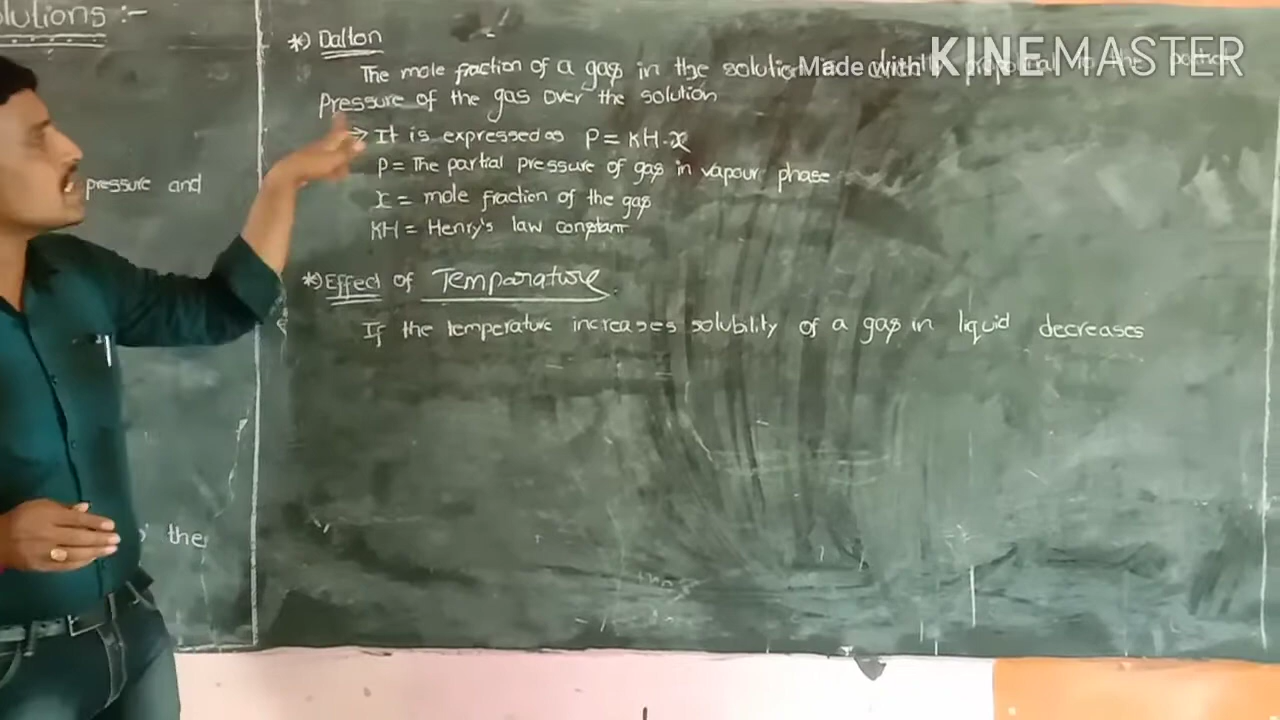 olutions :-
*) Dalton
The mole fraction of a gas in the solution Made with KINEMASTER
pressure of the gas over the solution
→ It is expressed as P = KH.x
pressure and
P = The partial pressure of gas in vapour phase
x = mole fraction of the gas
KH = Henry's law constant
*) Effect of Temparature.
If the temperature increases solubility of a gas in liquid decreases
the